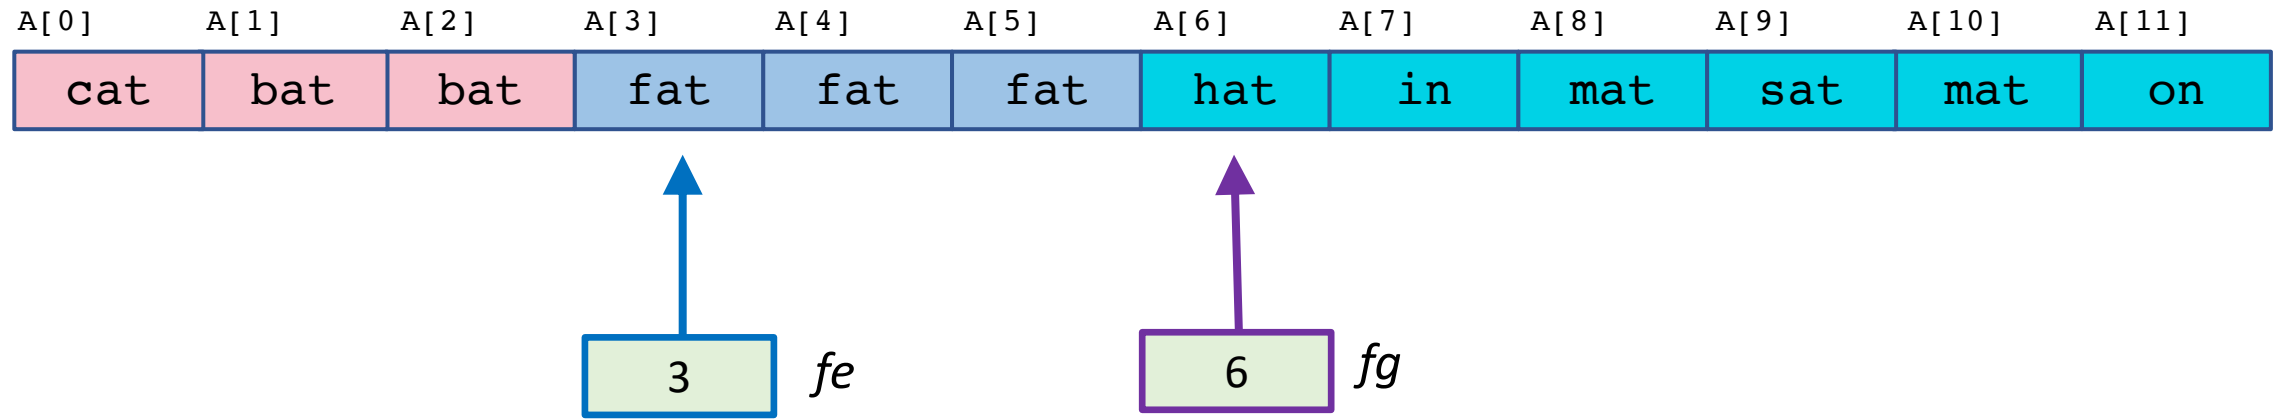 A[0] A[1] A[2] A[3] A[4] A[5] A[6] A[7] A[8] A[9] A[10] A[11]
cat bat bat fat fat fat hat in mat sat mat on
3 fe 6 fg